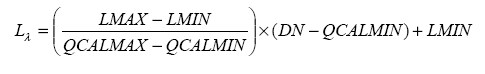 L_λ = ( (LMAX − LMIN) / (QCALMAX − QCALMIN) ) × (DN − QCALMIN) + LMIN